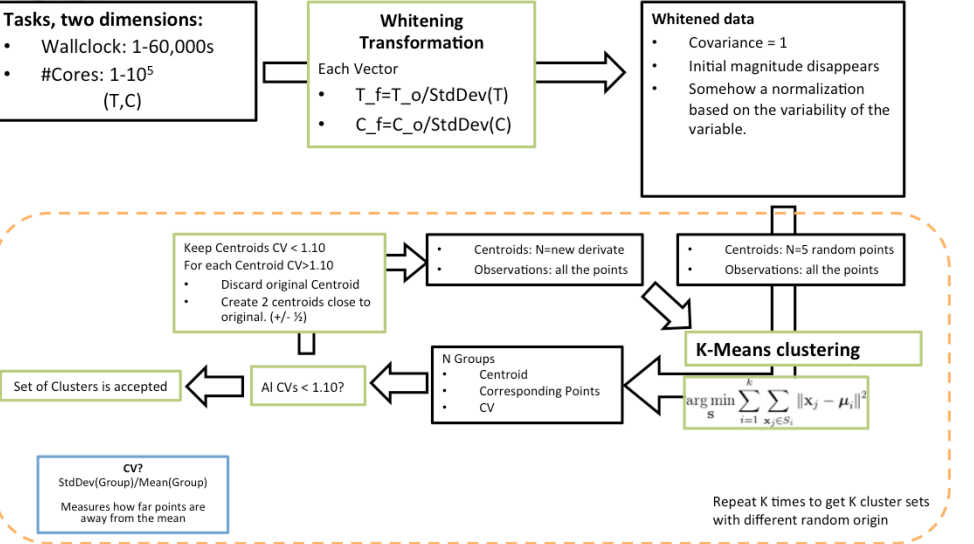 Tasks, two dimensions:
• Wallclock: 1-60,000s
• #Cores: 1-10⁵
(T,C)
Whitening
Transformation
Each Vector
• T_f=T_o/StdDev(T)
• C_f=C_o/StdDev(C)
Whitened data
• Covariance = 1
• Initial magnitude disappears
• Somehow a normalization
based on the variability of the
variable.
Keep Centroids CV < 1.10
For each Centroid CV>1.10
• Discard original Centroid
• Create 2 centroids close to
original. (+/- ½)
• Centroids: N=new derivate
• Observations: all the points
• Centroids: N=5 random points
• Observations: all the points
K-Means clustering
arg min_S ∑_{i=1}^{k} ∑_{x_j∈S_i} ‖x_j − μ_i‖²
N Groups
• Centroid
• Corresponding Points
• CV
Al CVs < 1.10?
Set of Clusters is accepted
CV?
StdDev(Group)/Mean(Group)
Measures how far points are
away from the mean
Repeat K times to get K cluster sets
with different random origin